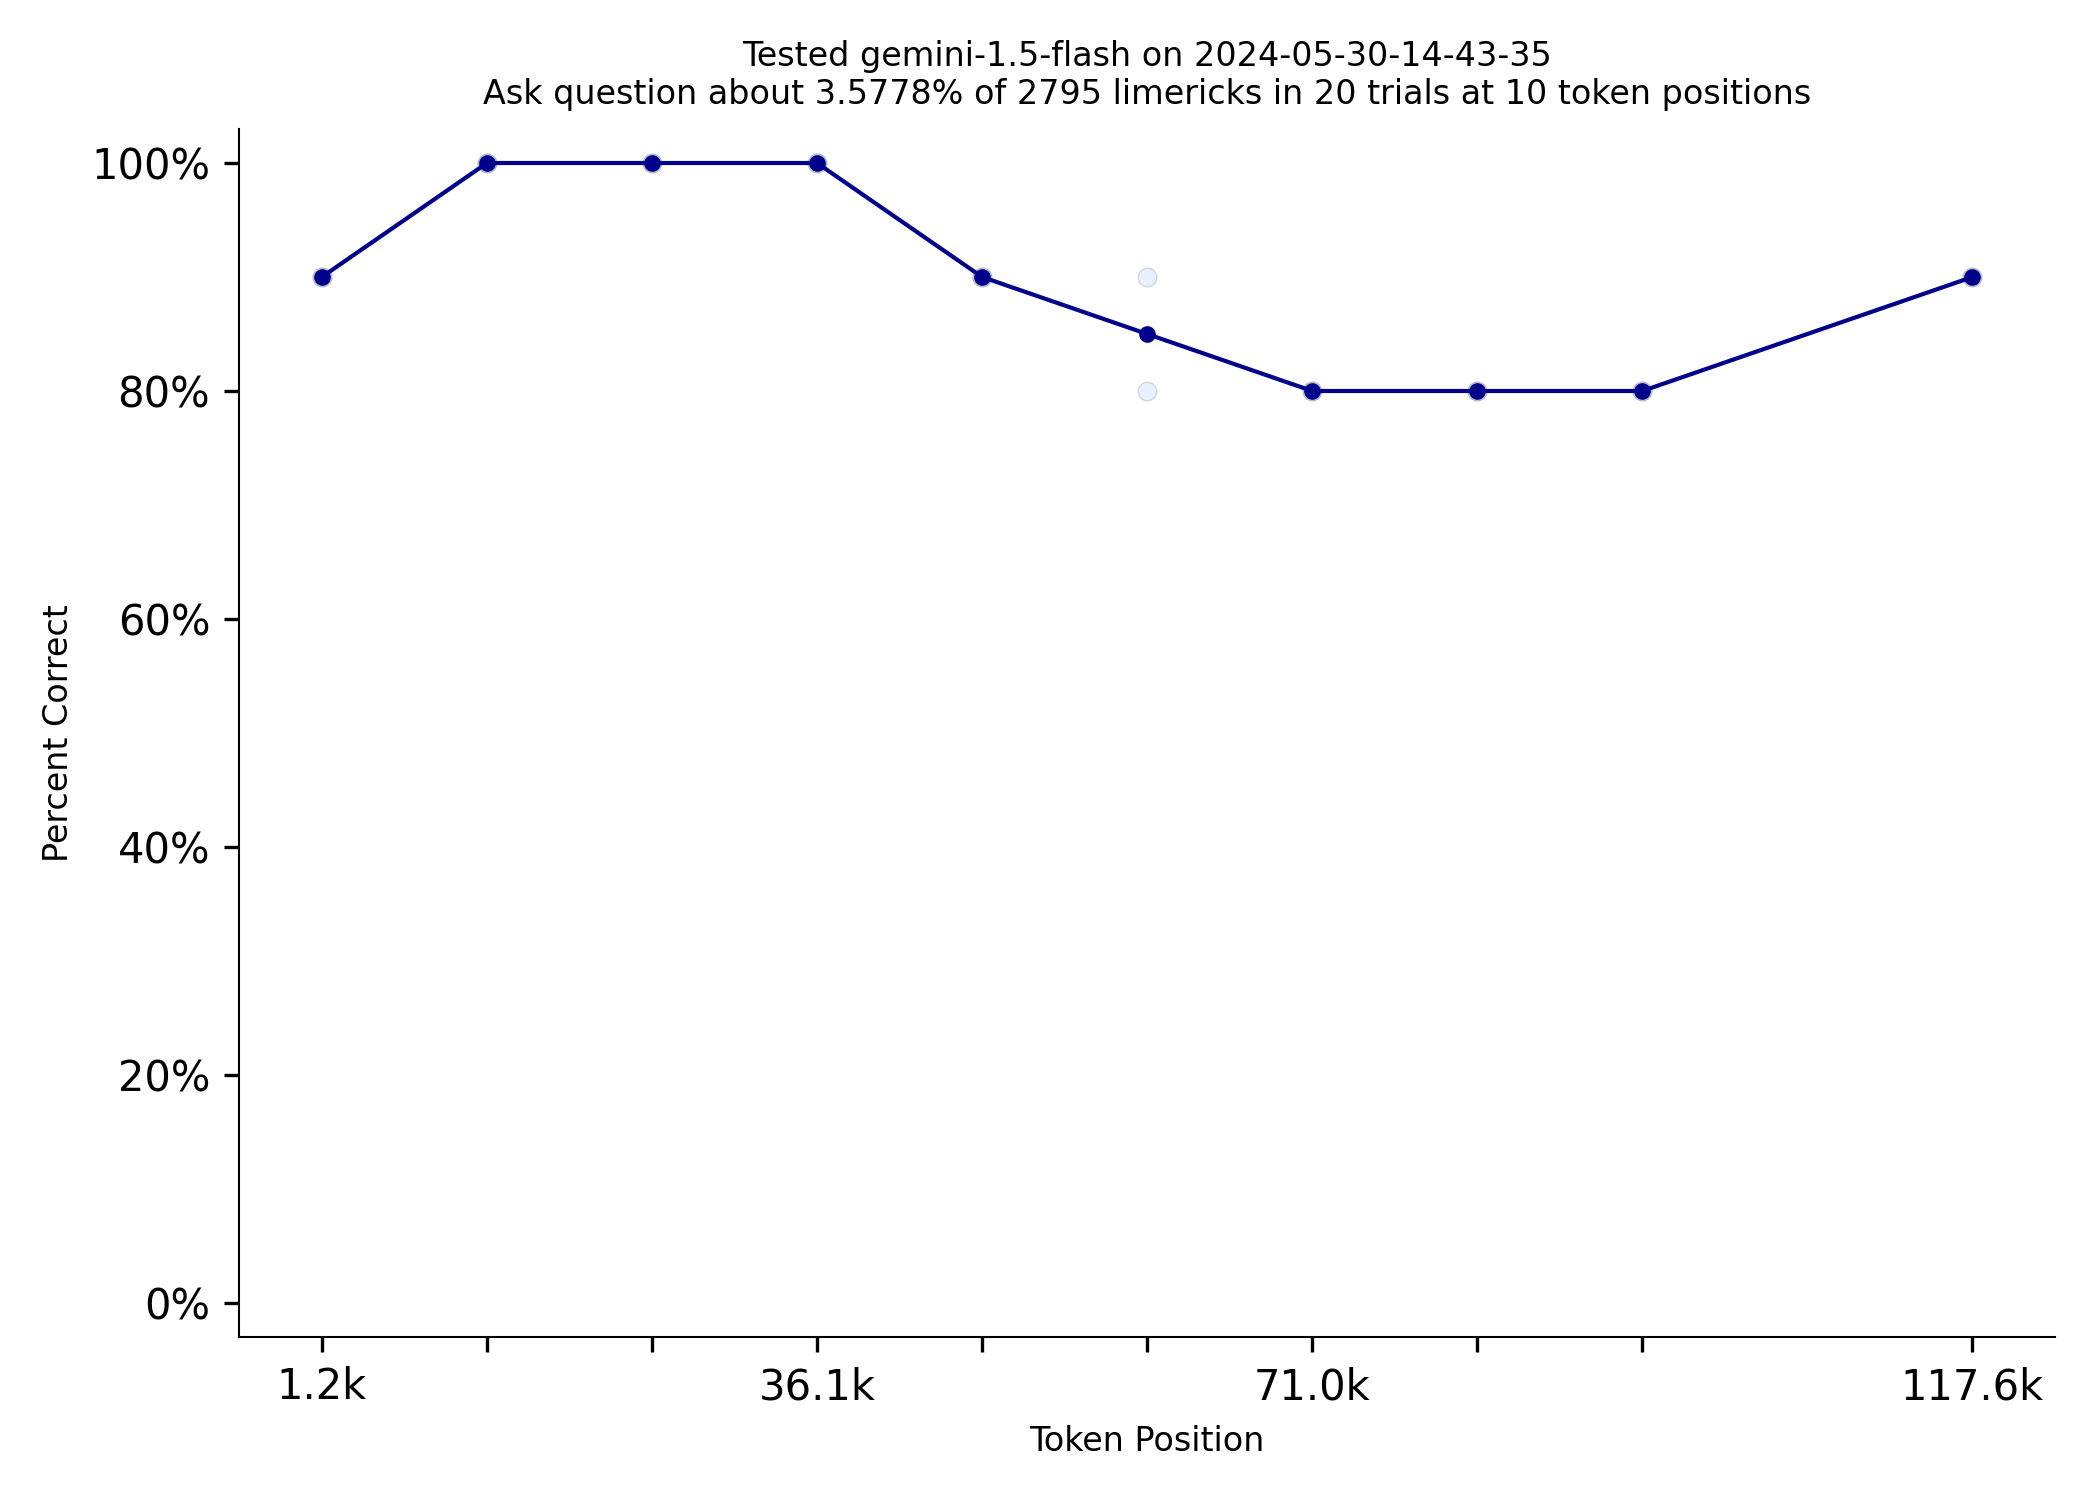 Tested gemini-1.5-flash on 2024-05-30-14-43-35
Ask question about 3.5778% of 2795 limericks in 20 trials at 10 token positions
100%
80%
60%
40%
20%
0%
Percent Correct
1.2k
36.1k
71.0k
117.6k
Token Position